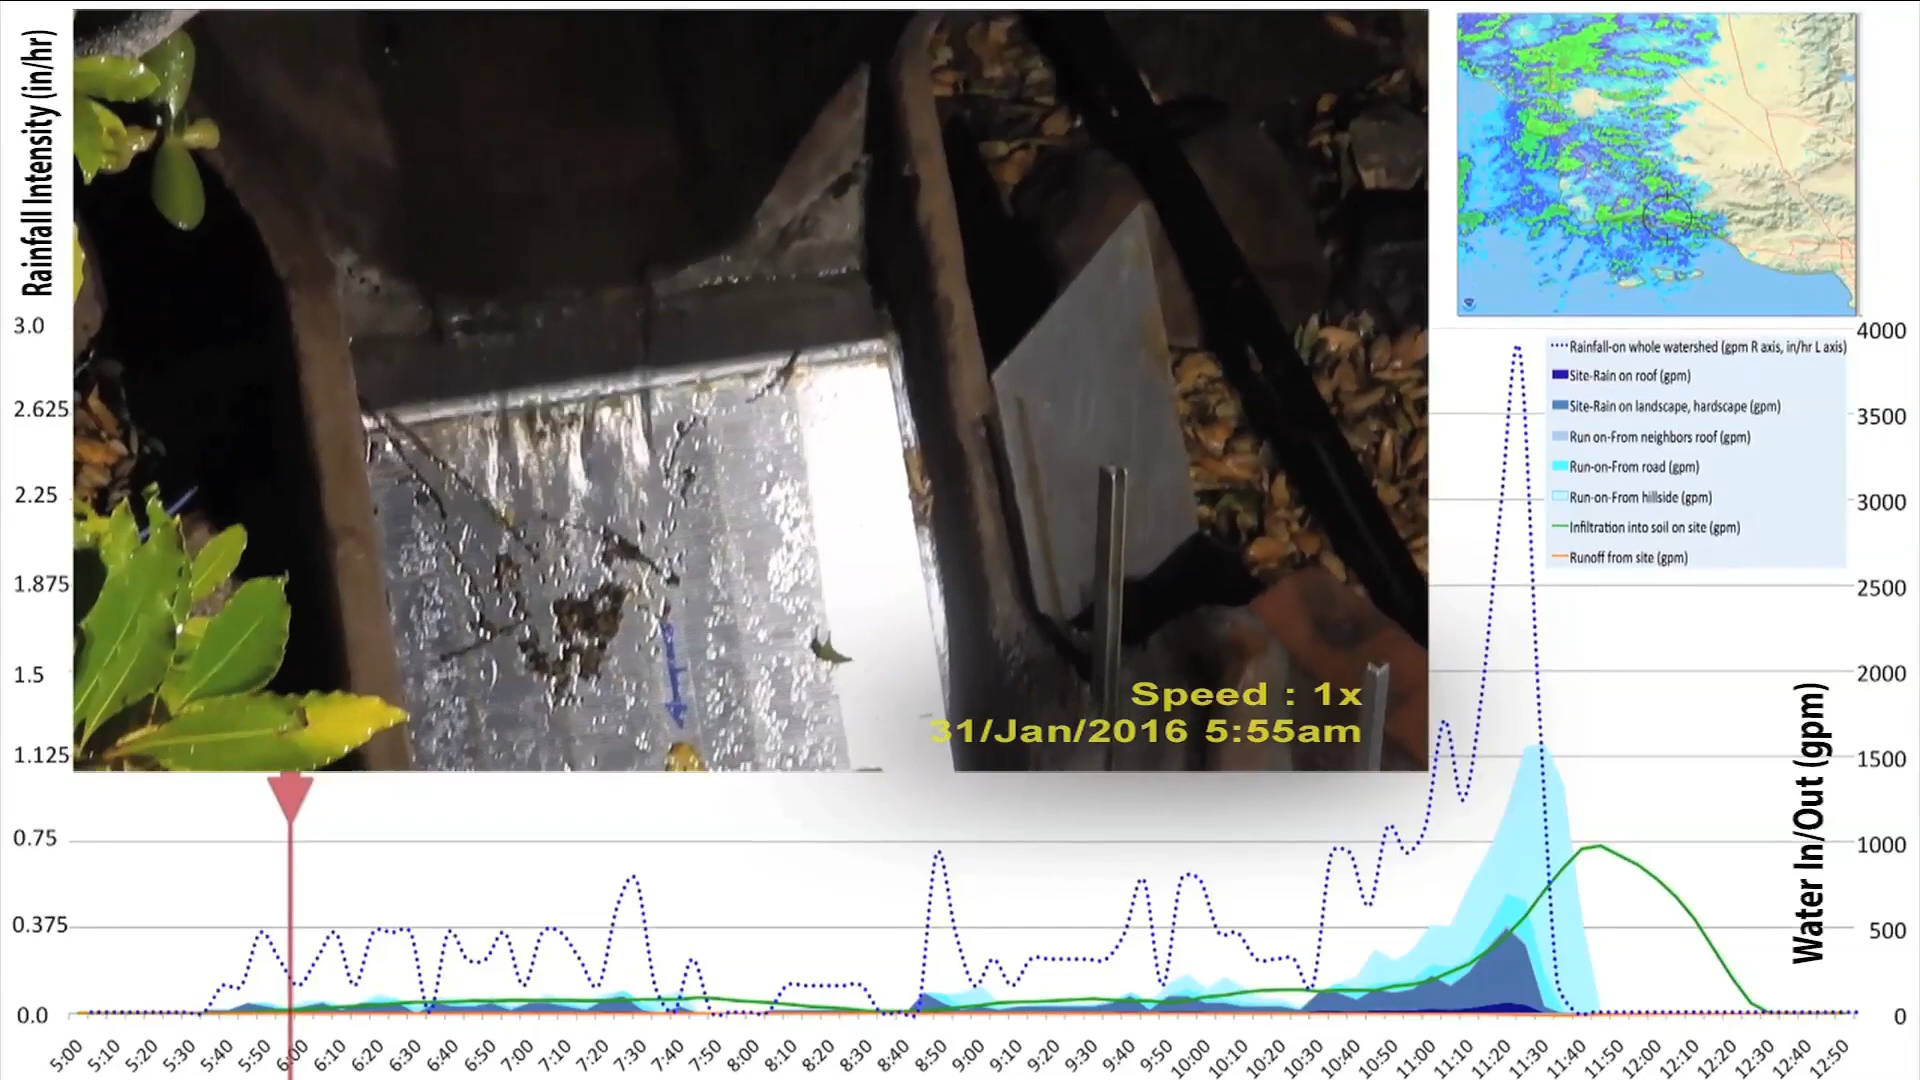 Rainfall Intensity (in/hr)
3.0
2.625
2.25
1.875
1.5
1.125
0.75
0.375
0.0
Speed : 1x
31/Jan/2016 5:55am
4000
3500
3000
2500
2000
1500
1000
500
0
Rainfall-on whole watershed (gpm R axis, in/hr L axis)
Site-Rain on roof (gpm)
Site-Rain on landscape, hardscape (gpm)
Run on-From neighbors roof (gpm)
Run-on-From road (gpm)
Run-on-From hillside (gpm)
Infiltration into soil on site (gpm)
Runoff from site (gpm)
Water In/Out (gpm)
5:00 5:10 5:20 5:30 5:40 5:50 6:00 6:10 6:20 6:30 6:40 6:50 7:00 7:10 7:20 7:30 7:40 7:50 8:00 8:10 8:20 8:30 8:40 8:50 9:00 9:10 9:20 9:30 9:40 9:50 10:00 10:10 10:20 10:30 10:40 10:50 11:00 11:10 11:20 11:30 11:40 11:50 12:00 12:10 12:20 12:30 12:40 12:50